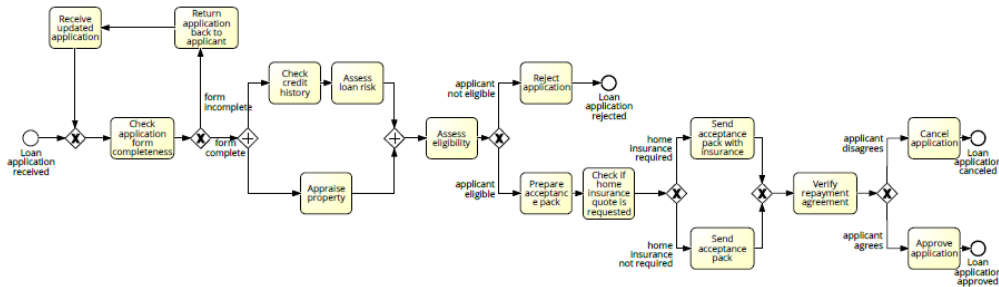 Receive
updated
application
Return
application
back to
applicant
form
incomplete
Check
credit
history
Assess
loan risk
applicant
not eligible
Reject
application
Loan
application
rejected
Loan
application
received
Check
application
form
completeness
form
complete
Appraise
property
Assess
eligibility
applicant
eligible
Prepare
acceptanc
e pack
Check if
home
insurance
quote is
requested
home
insurance
required
Send
acceptance
pack with
insurance
home
insurance
not required
Send
acceptance
pack
Verify
repayment
agreement
applicant
disagrees
Cancel
application
Loan
application
canceled
applicant
agrees
Approve
application
Loan
application
approved